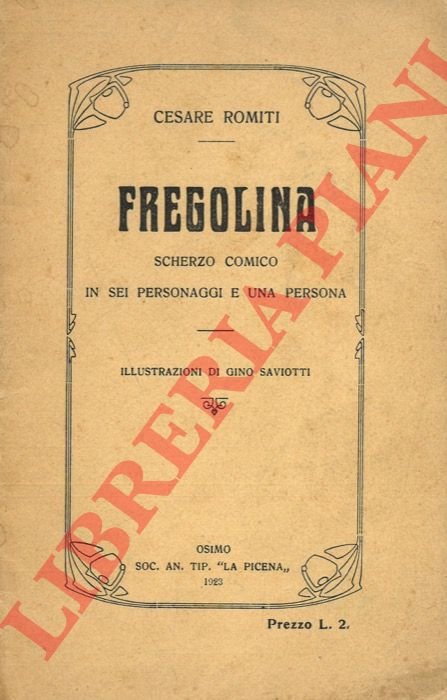 CESARE ROMITI
FREGOLINA
SCHERZO COMICO
IN SEI PERSONAGGI E UNA PERSONA
ILLUSTRAZIONI DI GINO SAVIOTTI
OSIMO
SOC. AN. TIP. "LA PICENA„
1923
Prezzo L. 2.
LIBRERIA PIANI